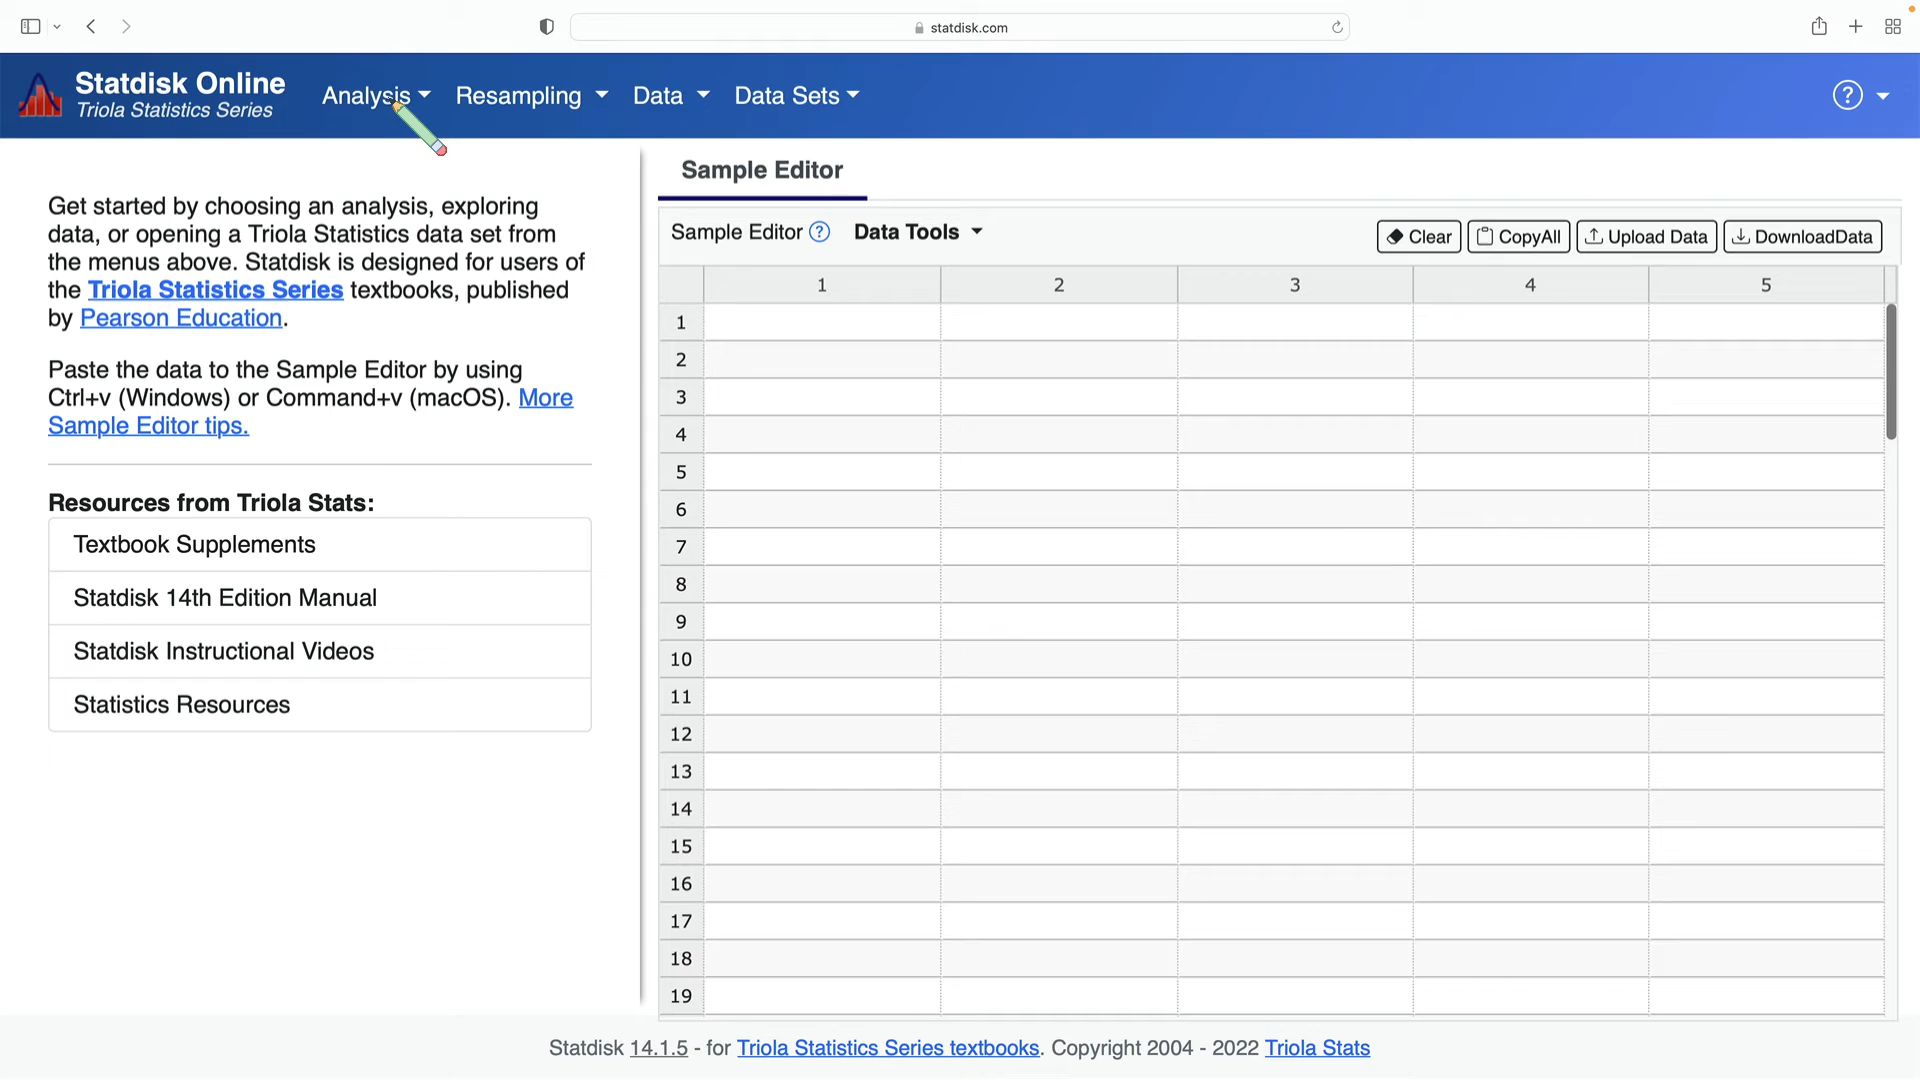 statdisk.com
Statdisk Online
Triola Statistics Series
Analysis
Resampling
Data
Data Sets
?
Get started by choosing an analysis, exploring
data, or opening a Triola Statistics data set from
the menus above. Statdisk is designed for users of
the Triola Statistics Series textbooks, published
by Pearson Education.
Paste the data to the Sample Editor by using
Ctrl+v (Windows) or Command+v (macOS). More
Sample Editor tips.
Resources from Triola Stats:
Textbook Supplements
Statdisk 14th Edition Manual
Statdisk Instructional Videos
Statistics Resources
Sample Editor
Sample Editor ? Data Tools
Clear
CopyAll
Upload Data
DownloadData
1 2 3 4 5
1
2
3
4
5
6
7
8
9
10
11
12
13
14
15
16
17
18
19
Statdisk 14.1.5 - for Triola Statistics Series textbooks. Copyright 2004 - 2022 Triola Stats